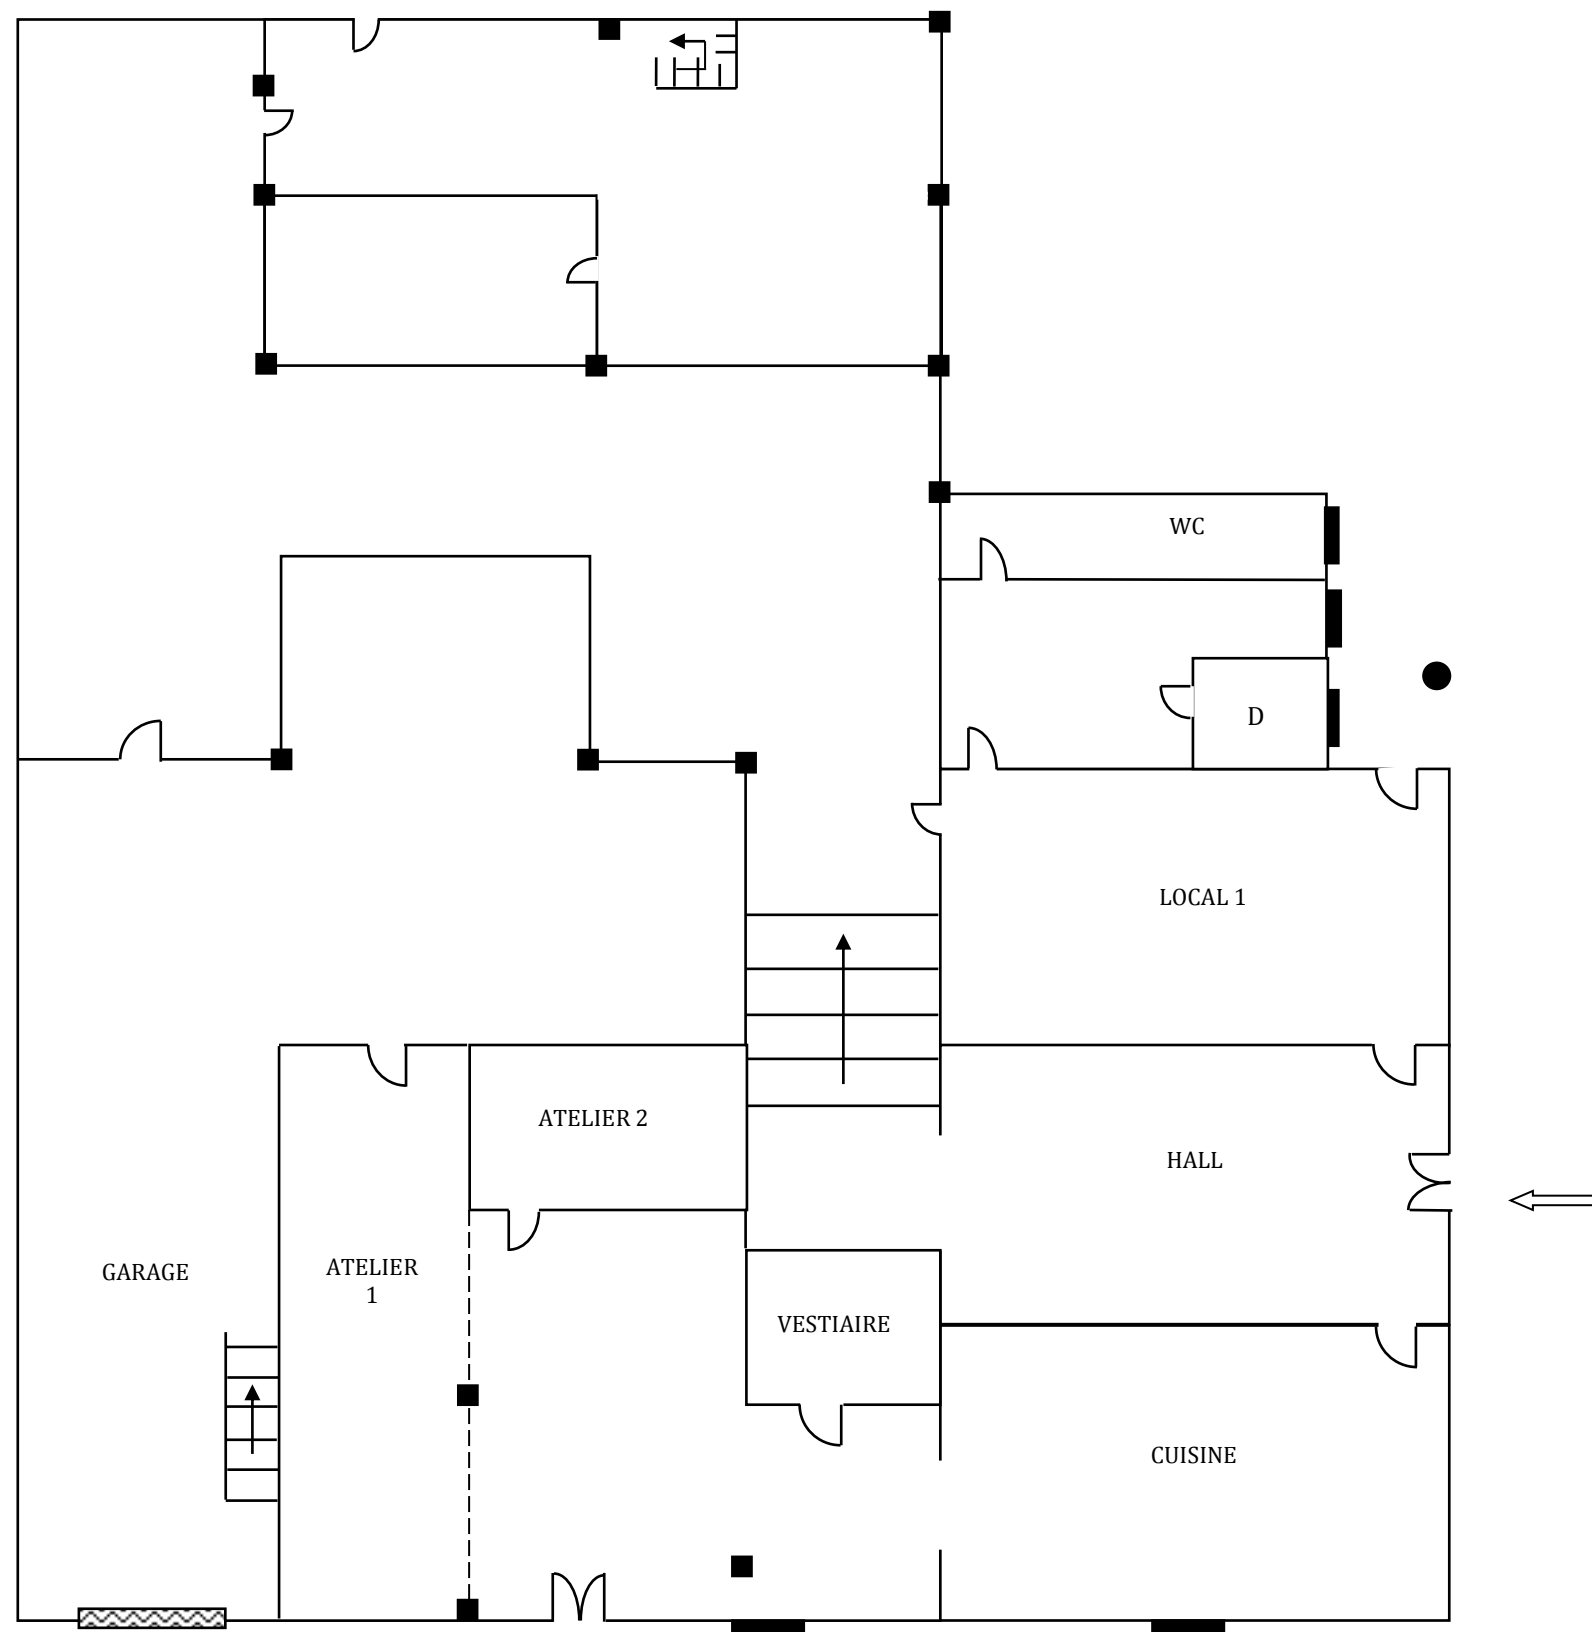 WC
D
LOCAL 1
ATELIER 2
HALL
GARAGE
ATELIER
1
VESTIAIRE
CUISINE